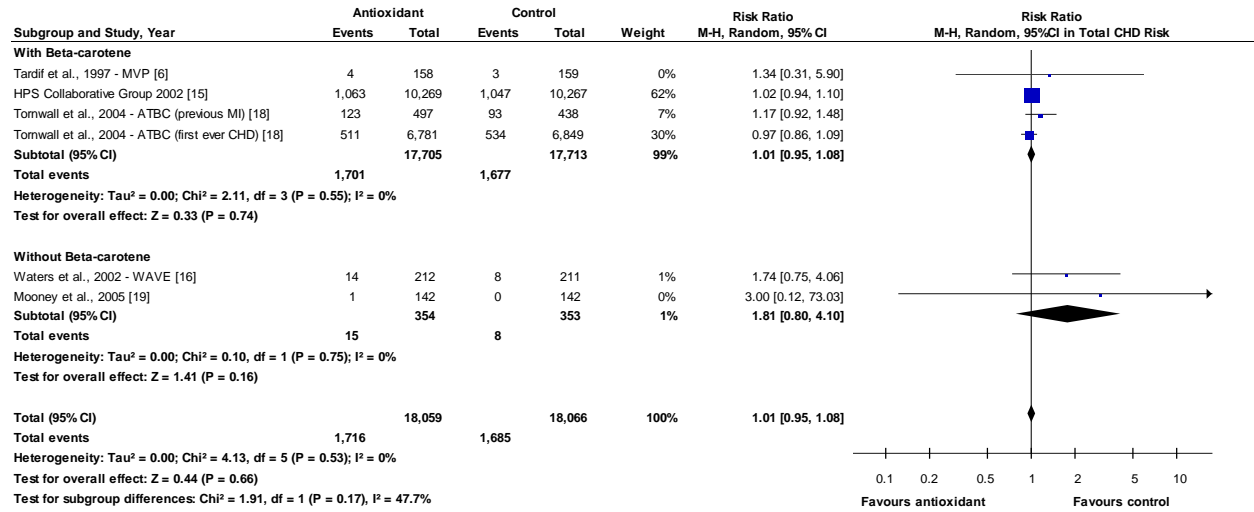 Antioxidant Control Risk Ratio Risk Ratio
Subgroup and Study, Year Events Total Events Total Weight M-H, Random, 95% CI M-H, Random, 95%CI in Total CHD Risk
With Beta-carotene
Tardif et al., 1997 - MVP [6] 4 158 3 159 0% 1.34 [0.31, 5.90]
HPS Collaborative Group 2002 [15] 1,063 10,269 1,047 10,267 62% 1.02 [0.94, 1.10]
Tornwall et al., 2004 - ATBC (previous MI) [18] 123 497 93 438 7% 1.17 [0.92, 1.48]
Tornwall et al., 2004 - ATBC (first ever CHD) [18] 511 6,781 534 6,849 30% 0.97 [0.86, 1.09]
Subtotal (95% CI) 17,705 17,713 99% 1.01 [0.95, 1.08]
Total events 1,701 1,677
Heterogeneity: Tau² = 0.00; Chi² = 2.11, df = 3 (P = 0.55); I² = 0%
Test for overall effect: Z = 0.33 (P = 0.74)
Without Beta-carotene
Waters et al., 2002 - WAVE [16] 14 212 8 211 1% 1.74 [0.75, 4.06]
Mooney et al., 2005 [19] 1 142 0 142 0% 3.00 [0.12, 73.03]
Subtotal (95% CI) 354 353 1% 1.81 [0.80, 4.10]
Total events 15 8
Heterogeneity: Tau² = 0.00; Chi² = 0.10, df = 1 (P = 0.75); I² = 0%
Test for overall effect: Z = 1.41 (P = 0.16)
Total (95% CI) 18,059 18,066 100% 1.01 [0.95, 1.08]
Total events 1,716 1,685
Heterogeneity: Tau² = 0.00; Chi² = 4.13, df = 5 (P = 0.53); I² = 0%
Test for overall effect: Z = 0.44 (P = 0.66)
Test for subgroup differences: Chi² = 1.91, df = 1 (P = 0.17), I² = 47.7%
0.1 0.2 0.5 1 2 5 10
Favours antioxidant Favours control